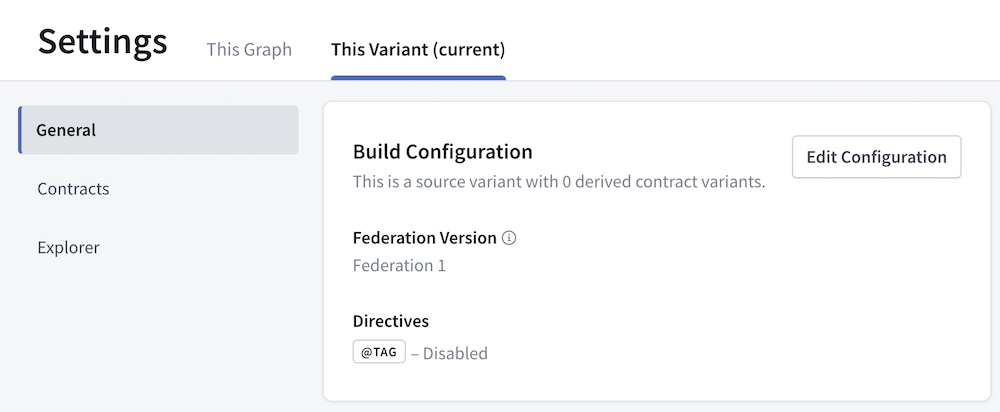 Settings This Graph This Variant (current)
General
Contracts
Explorer
Build Configuration
This is a source variant with 0 derived contract variants.
Edit Configuration
Federation Version
Federation 1
Directives
@TAG – Disabled